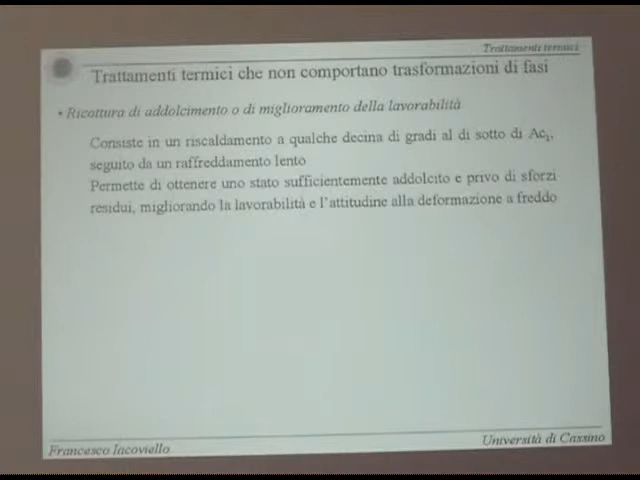 Trattamenti termici
Trattamenti termici che non comportano trasformazioni di fasi
• Ricottura di addolcimento o di miglioramento della lavorabilità
Consiste in un riscaldamento a qualche decina di gradi al di sotto di Ac₁,
seguito da un raffreddamento lento
Permette di ottenere uno stato sufficientemente addolcito e privo di sforzi
residui, migliorando la lavorabilità e l'attitudine alla deformazione a freddo
Francesco Iacoviello
Università di Cassino